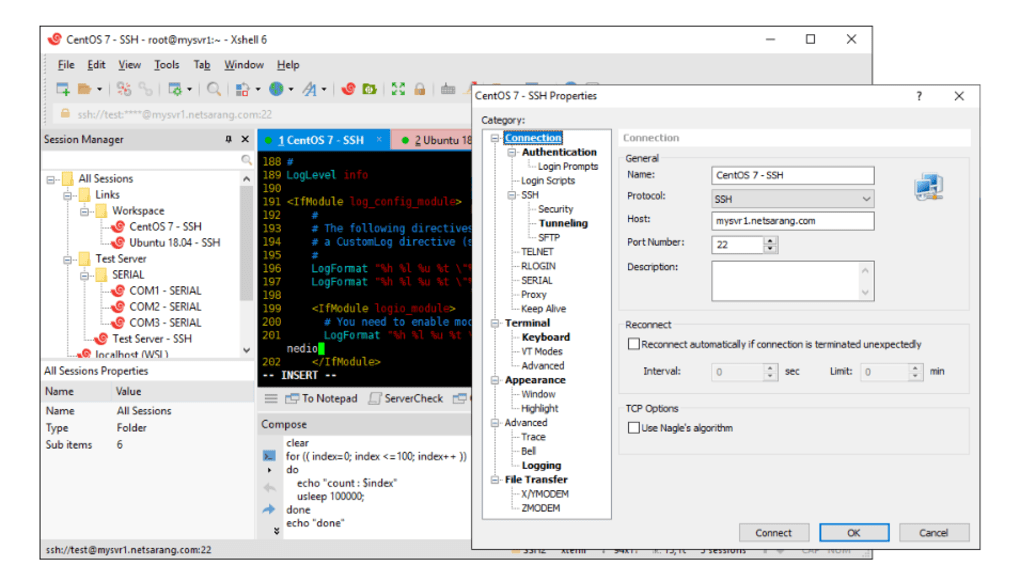 CentOS 7 - SSH - root@mysvr1:~ - Xshell 6
File Edit View Tools Tab Window Help
ssh://test:****@mysvr1.netsarang.com:22
Session Manager
All Sessions
Links
Workspace
CentOS 7 - SSH
Ubuntu 18.04 - SSH
Test Server
SERIAL
COM1 - SERIAL
COM2 - SERIAL
COM3 - SERIAL
Test Server - SSH
localhost (WSL)
All Sessions Properties
Name Value
Name All Sessions
Type Folder
Sub items 6
1 CentOS 7 - SSH
2 Ubuntu 18
188 #
189 LogLevel info
190
191 <IfModule log_config_module>
192 #
193 # The following directives
194 # a CustomLog directive (s
195 #
196 LogFormat "%h %l %u %t \"%
197 LogFormat "%h %l %u %t \"%
198
199 <IfModule logio_module>
200 # You need to enable mod
201 LogFormat "%h %l %u %t
nedio
202 </IfModule>
-- INSERT --
To Notepad ServerCheck
Compose
clear
for (( index=0; index <=100; index++ ))
do
echo "count : $index"
usleep 100000;
done
echo "done"
ssh://test@mysvr1.netsarang.com:22
CentOS 7 - SSH Properties
? 
Category:
Connection
Authentication
Login Prompts
Login Scripts
SSH
Security
Tunneling
SFTP
TELNET
RLOGIN
SERIAL
Proxy
Keep Alive
Terminal
Keyboard
VT Modes
Advanced
Appearance
Window
Highlight
Advanced
Trace
Bell
Logging
File Transfer
X/YMODEM
ZMODEM
Connection
General
Name: CentOS 7 - SSH
Protocol: SSH
Host: mysvr1.netsarang.com
Port Number: 22
Description:
Reconnect
Reconnect automatically if connection is terminated unexpectedly
Interval: 0 sec Limit: 0 min
TCP Options
Use Nagle's algorithm
Connect OK Cancel